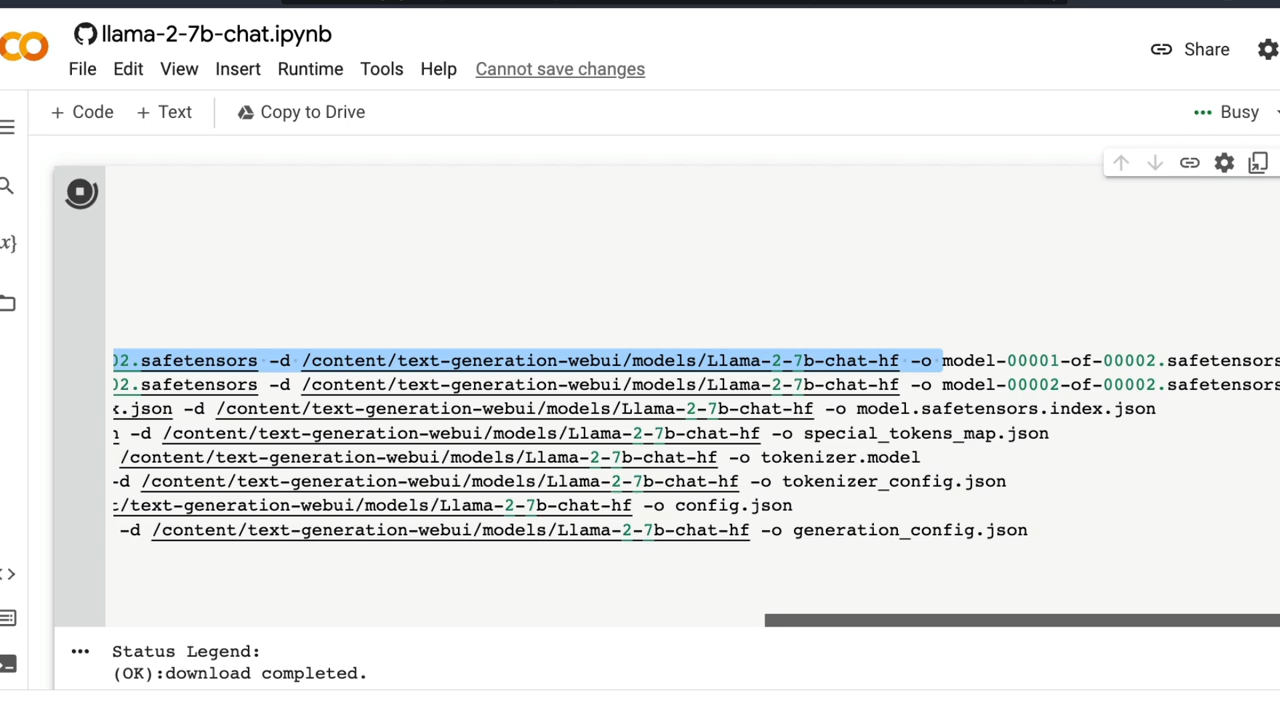 llama-2-7b-chat.ipynb
Share
File Edit View Insert Runtime Tools Help Cannot save changes
+ Code + Text Copy to Drive
Busy
02.safetensors -d /content/text-generation-webui/models/Llama-2-7b-chat-hf -o model-00001-of-00002.safetensors
02.safetensors -d /content/text-generation-webui/models/Llama-2-7b-chat-hf -o model-00002-of-00002.safetensors
x.json -d /content/text-generation-webui/models/Llama-2-7b-chat-hf -o model.safetensors.index.json
n -d /content/text-generation-webui/models/Llama-2-7b-chat-hf -o special_tokens_map.json
/content/text-generation-webui/models/Llama-2-7b-chat-hf -o tokenizer.model
-d /content/text-generation-webui/models/Llama-2-7b-chat-hf -o tokenizer_config.json
t/text-generation-webui/models/Llama-2-7b-chat-hf -o config.json
-d /content/text-generation-webui/models/Llama-2-7b-chat-hf -o generation_config.json
Status Legend:
(OK):download completed.